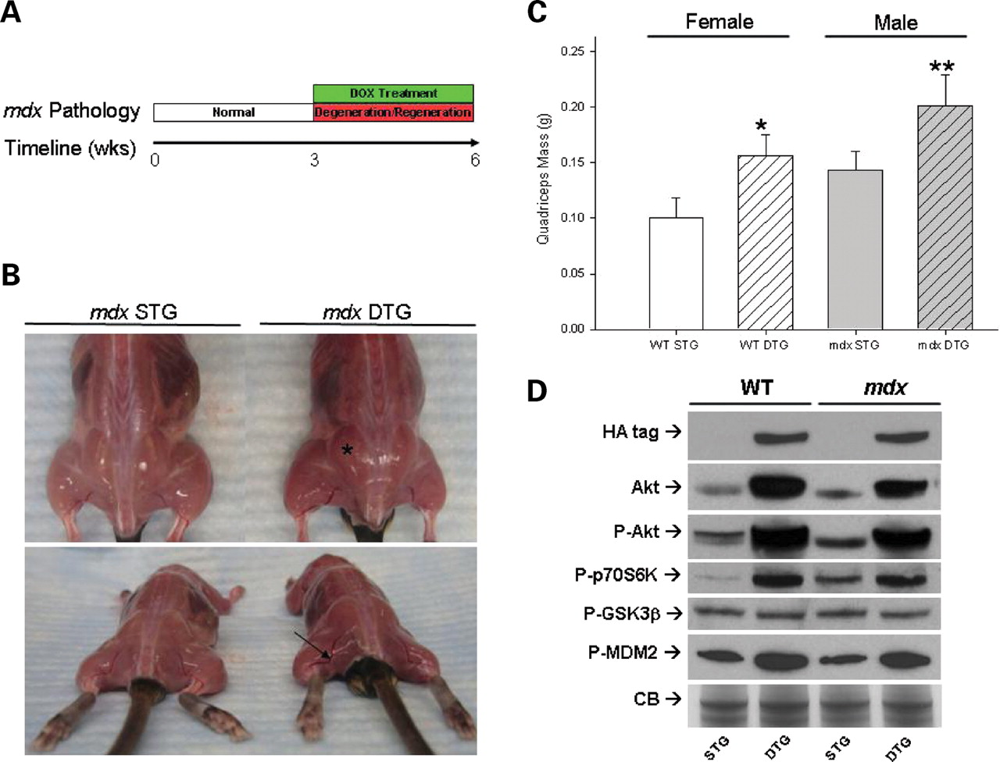 A
DOX Treatment
mdx Pathology
Normal
Degeneration/Regeneration
Timeline (wks)
0
3
6
B
mdx STG
mdx DTG
*
C
Female
Male
Quadriceps Mass (g)
0.25
0.20
0.15
0.10
0.05
0.00
*
**
WT STG
WT DTG
mdx STG
mdx DTG
D
WT
mdx
HA tag →
Akt →
P-Akt →
P-p70S6K →
P-GSK3β →
P-MDM2 →
CB →
STG
DTG
STG
DTG